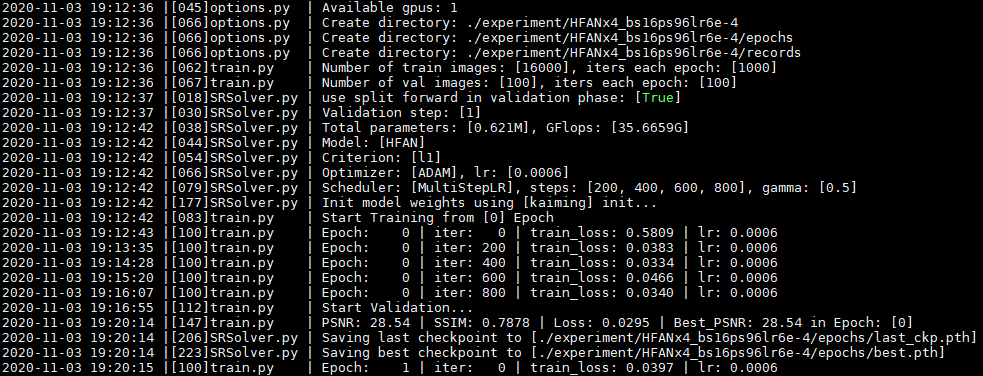 2020-11-03 19:12:36 |[045]options.py  | Available gpus: 1
2020-11-03 19:12:36 |[066]options.py  | Create directory: ./experiment/HFANx4_bs16ps96lr6e-4
2020-11-03 19:12:36 |[066]options.py  | Create directory: ./experiment/HFANx4_bs16ps96lr6e-4/epochs
2020-11-03 19:12:36 |[066]options.py  | Create directory: ./experiment/HFANx4_bs16ps96lr6e-4/records
2020-11-03 19:12:36 |[062]train.py    | Number of train images: [16000], iters each epoch: [1000]
2020-11-03 19:12:36 |[067]train.py    | Number of val images: [100], iters each epoch: [100]
2020-11-03 19:12:37 |[018]SRSolver.py | use split forward in validation phase: [True]
2020-11-03 19:12:37 |[030]SRSolver.py | Validation step: [1]
2020-11-03 19:12:42 |[038]SRSolver.py | Total parameters: [0.621M], GFlops: [35.6659G]
2020-11-03 19:12:42 |[044]SRSolver.py | Model: [HFAN]
2020-11-03 19:12:42 |[054]SRSolver.py | Criterion: [l1]
2020-11-03 19:12:42 |[066]SRSolver.py | Optimizer: [ADAM], lr: [0.0006]
2020-11-03 19:12:42 |[079]SRSolver.py | Scheduler: [MultiStepLR], steps: [200, 400, 600, 800], gamma: [0.5]
2020-11-03 19:12:42 |[177]SRSolver.py | Init model weights using [kaiming] init...
2020-11-03 19:12:42 |[083]train.py    | Start Training from [0] Epoch
2020-11-03 19:12:43 |[100]train.py    | Epoch:    0 | iter:   0 | train_loss: 0.5809 | lr: 0.0006
2020-11-03 19:13:35 |[100]train.py    | Epoch:    0 | iter: 200 | train_loss: 0.0383 | lr: 0.0006
2020-11-03 19:14:28 |[100]train.py    | Epoch:    0 | iter: 400 | train_loss: 0.0334 | lr: 0.0006
2020-11-03 19:15:20 |[100]train.py    | Epoch:    0 | iter: 600 | train_loss: 0.0466 | lr: 0.0006
2020-11-03 19:16:07 |[100]train.py    | Epoch:    0 | iter: 800 | train_loss: 0.0340 | lr: 0.0006
2020-11-03 19:16:55 |[112]train.py    | Start Validation...
2020-11-03 19:20:14 |[147]train.py    | PSNR: 28.54 | SSIM: 0.7878 | Loss: 0.0295 | Best_PSNR: 28.54 in Epoch: [0]
2020-11-03 19:20:14 |[206]SRSolver.py | Saving last checkpoint to [./experiment/HFANx4_bs16ps96lr6e-4/epochs/last_ckp.pth]
2020-11-03 19:20:14 |[223]SRSolver.py | Saving best checkpoint to [./experiment/HFANx4_bs16ps96lr6e-4/epochs/best.pth]
2020-11-03 19:20:15 |[100]train.py    | Epoch:    1 | iter:   0 | train_loss: 0.0397 | lr: 0.0006